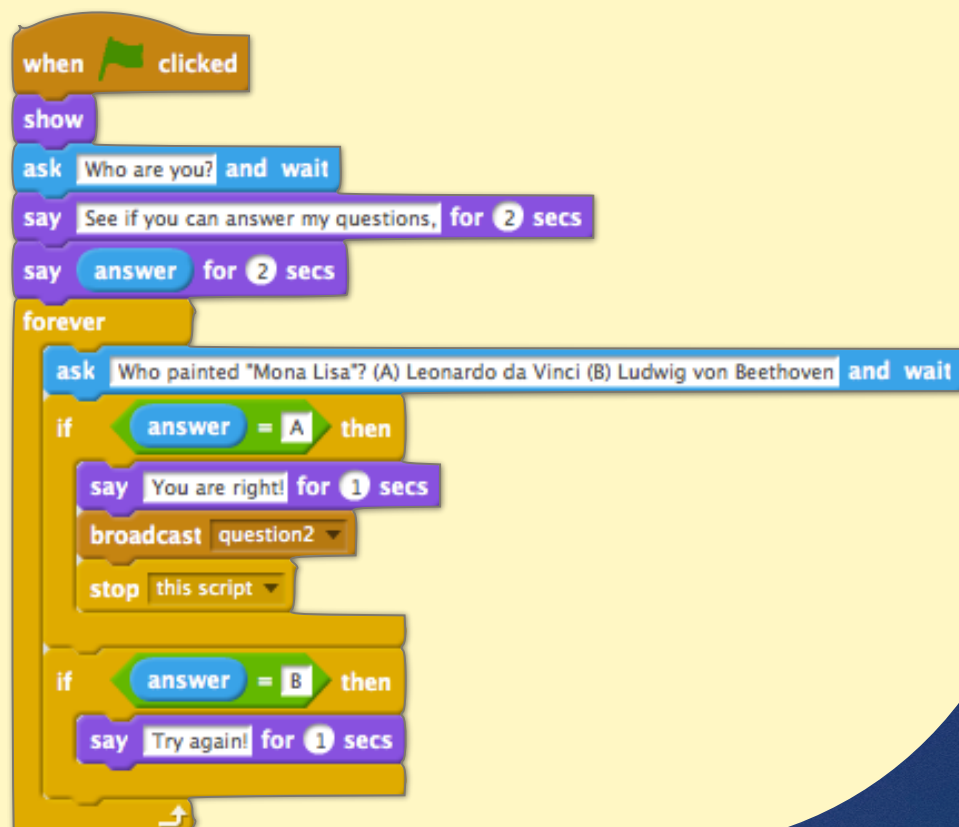 when clicked
show
ask Who are you? and wait
say See if you can answer my questions, for 2 secs
say answer for 2 secs
forever
ask Who painted "Mona Lisa"? (A) Leonardo da Vinci (B) Ludwig von Beethoven and wait
if answer = A then
say You are right! for 1 secs
broadcast question2
stop this script
if answer = B then
say Try again! for 1 secs